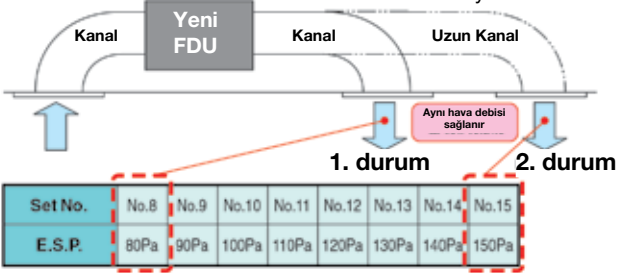 Kanal
Yeni
FDU
Kanal
Uzun Kanal
Aynı hava debisi
sağlanır
1. durum
2. durum
Set No. No.8 No.9 No.10 No.11 No.12 No.13 No.14 No.15
E.S.P. 80Pa 90Pa 100Pa 110Pa 120Pa 130Pa 140Pa 150Pa